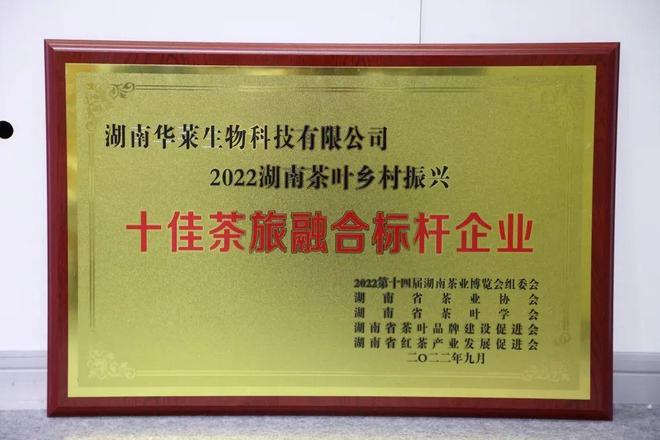 湖南华莱生物科技有限公司
2022湖南茶叶乡村振兴
十佳茶旅融合标杆企业
2022第十四届湖南茶业博览会组委会
湖南省茶业协会
湖南省茶叶学会
湖南省茶叶品牌建设促进会
湖南省红茶产业发展促进会
二〇二二年九月